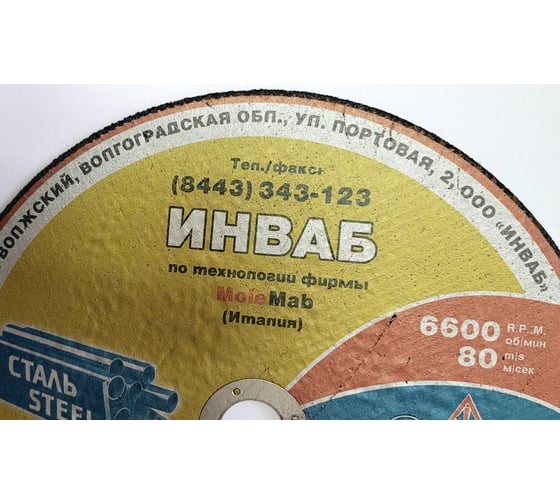 ВОЛЖСКИЙ, ВОЛГОГРАДСКАЯ ОБЛ., УЛ. ПОРТОВАЯ, 2, ООО «ИНВАБ»
Тел./факс:
(8443) 343-123
ИНВАБ
по технологии фирмы
MoleMab
(Италия)
6600 R.P.M.
об/мин
80 m/s
м/сек.
СТАЛЬ
STEEL